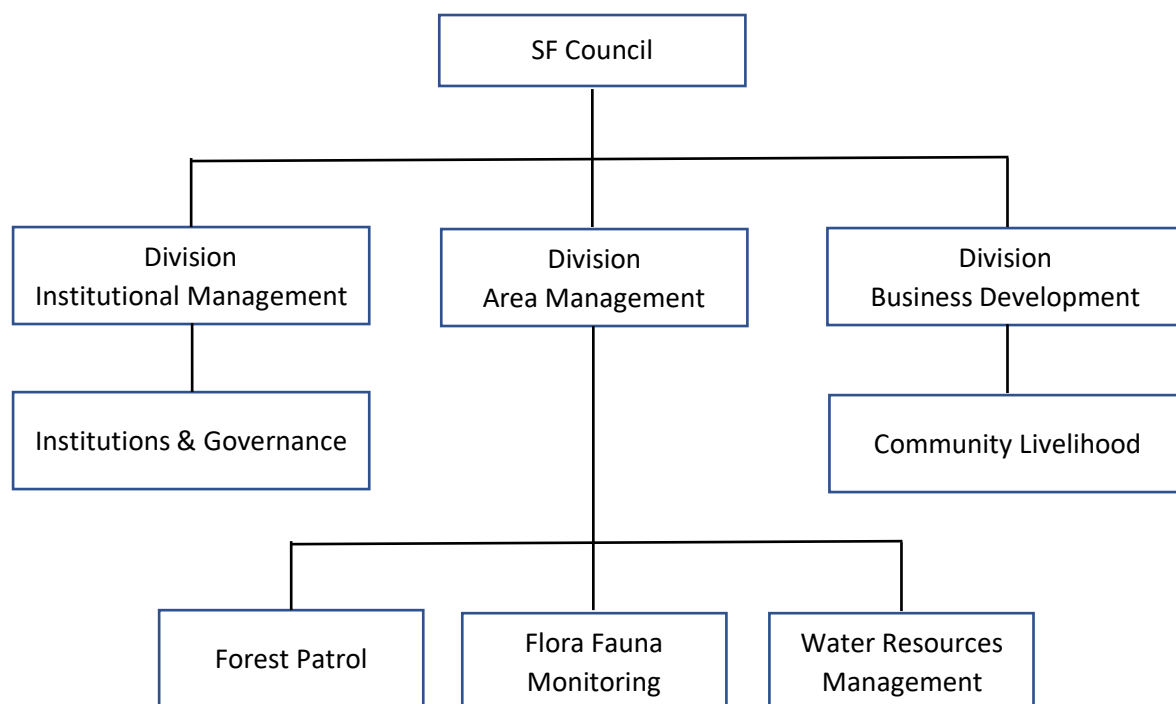 SF Council
Division
Institutional Management
Division
Area Management
Division
Business Development
Institutions & Governance
Community Livelihood
Forest Patrol
Flora Fauna
Monitoring
Water Resources
Management